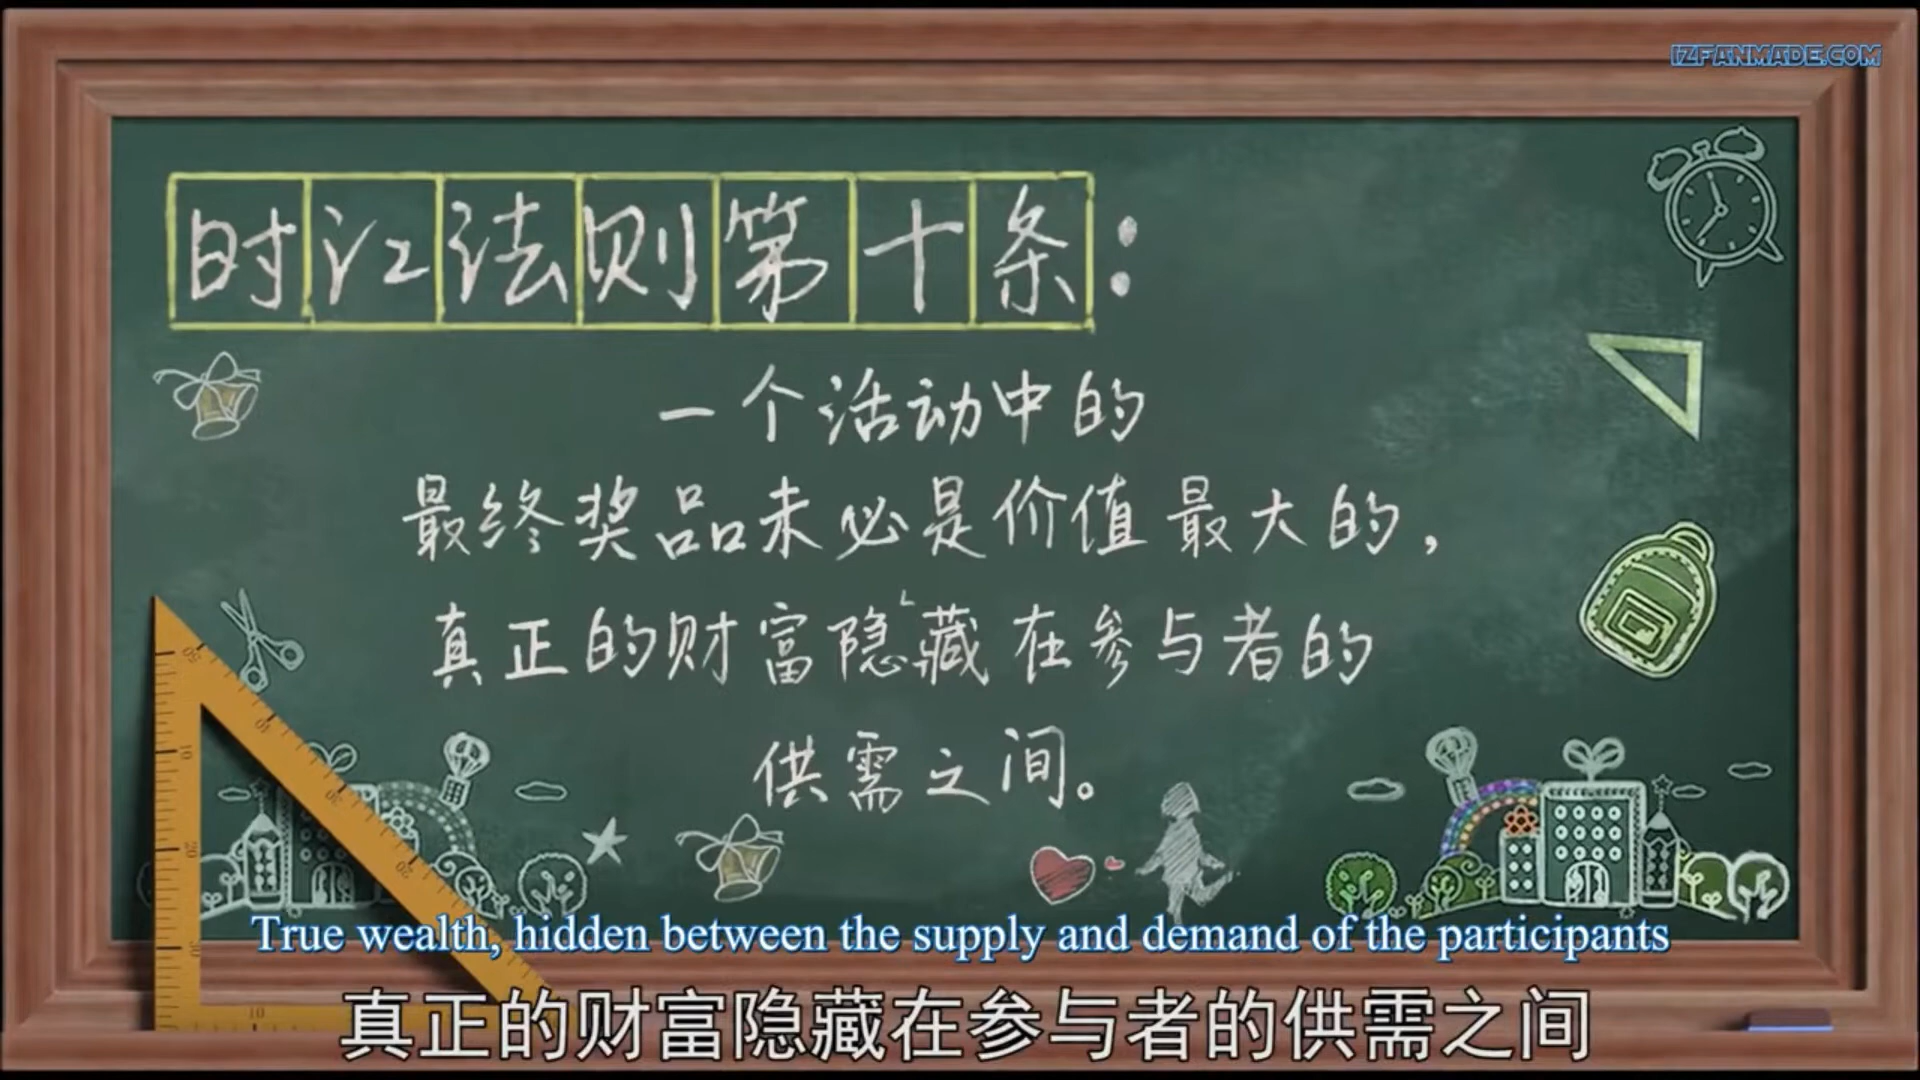 IZFANMADE.COM
时江法则第十条：
一个活动中的
最终奖品未必是价值最大的，
真正的财富隐藏在参与者的
供需之间。
True wealth, hidden between the supply and demand of the participants
真正的财富隐藏在参与者的供需之间